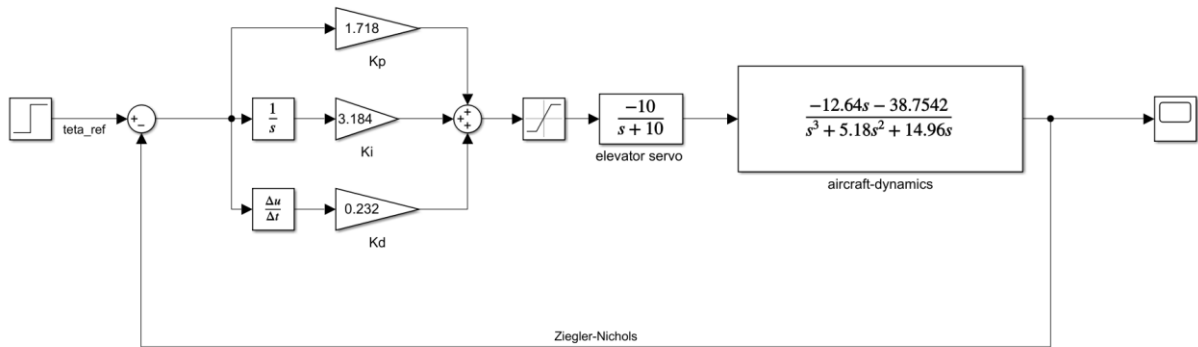 1.718
Kp
teta_ref
+
−
1
s
3.184
Ki
+
+
+
-10
s + 10
elevator servo
-12.64s - 38.7542
s³ + 5.18s² + 14.96s
aircraft-dynamics
Δu
Δt
0.232
Kd
Ziegler-Nichols